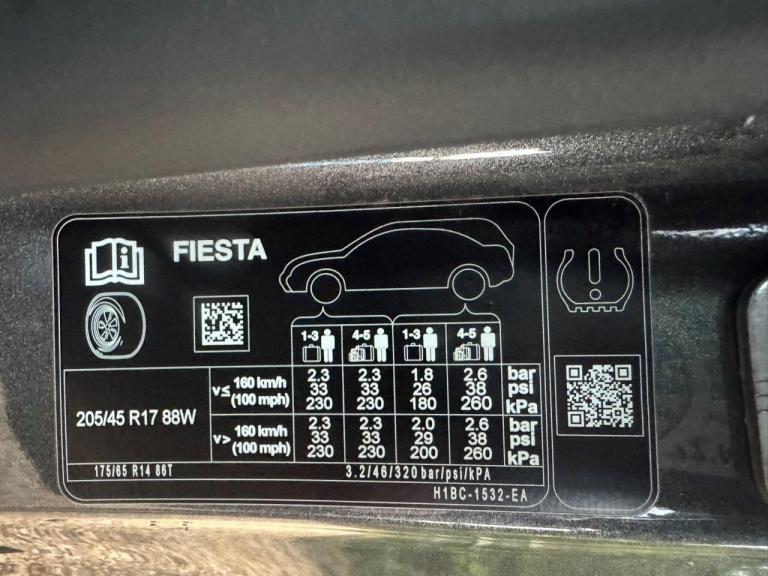 FIESTA
1-3 4-5 1-3 4-5
205/45 R17 88W
v≤ 160 km/h (100 mph)
2.3 2.3 1.8 2.6 bar
33 33 26 38 psi
230 230 180 260 kPa
v> 160 km/h (100 mph)
2.3 2.3 2.0 2.6 bar
33 33 29 38 psi
230 230 200 260 kPa
175/65 R14 86T 3.2/46/320 bar/psi/kPA
H1BC-1532-EA